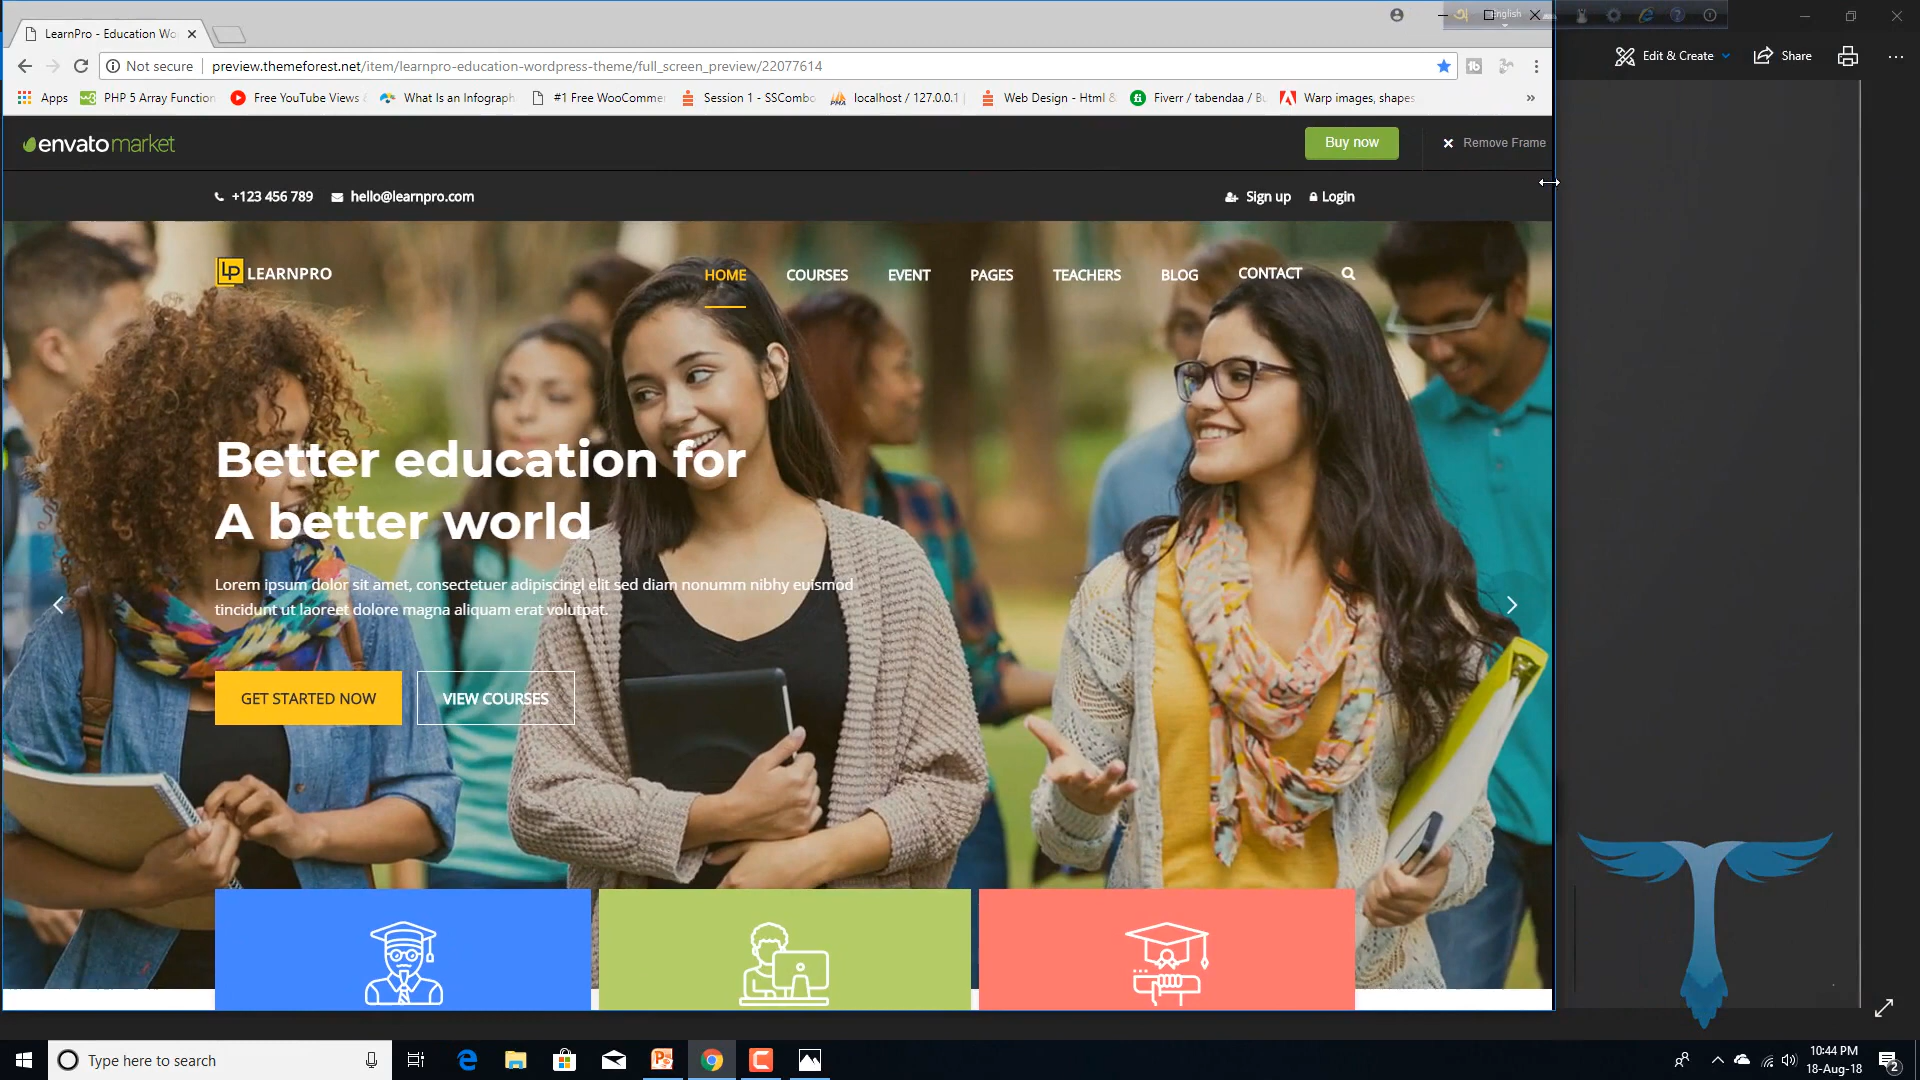 LearnPro - Education Wo
English
Not secure
preview.themeforest.net/item/learnpro-education-wordpress-theme/full_screen_preview/22077614
Edit & Create
Share
Apps
PHP 5 Array Function
Free YouTube Views &
What Is an Infograph
#1 Free WooCommer
Session 1 - SSCombo
localhost / 127.0.0.1 |
Web Design - Html &
Fiverr / tabendaa / Bu
Warp images, shapes,
»
envatomarket
Buy now
Remove Frame
+123 456 789
hello@learnpro.com
Sign up
Login
LP LEARNPRO
HOME
COURSES
EVENT
PAGES
TEACHERS
BLOG
CONTACT
Better education for
A better world
Lorem ipsum dolor sit amet, consectetuer adipiscingl elit sed diam nonumm nibhy euismod
tincidunt ut laoreet dolore magna aliquam erat volutpat.
GET STARTED NOW
VIEW COURSES
Type here to search
10:44 PM
18-Aug-18
2